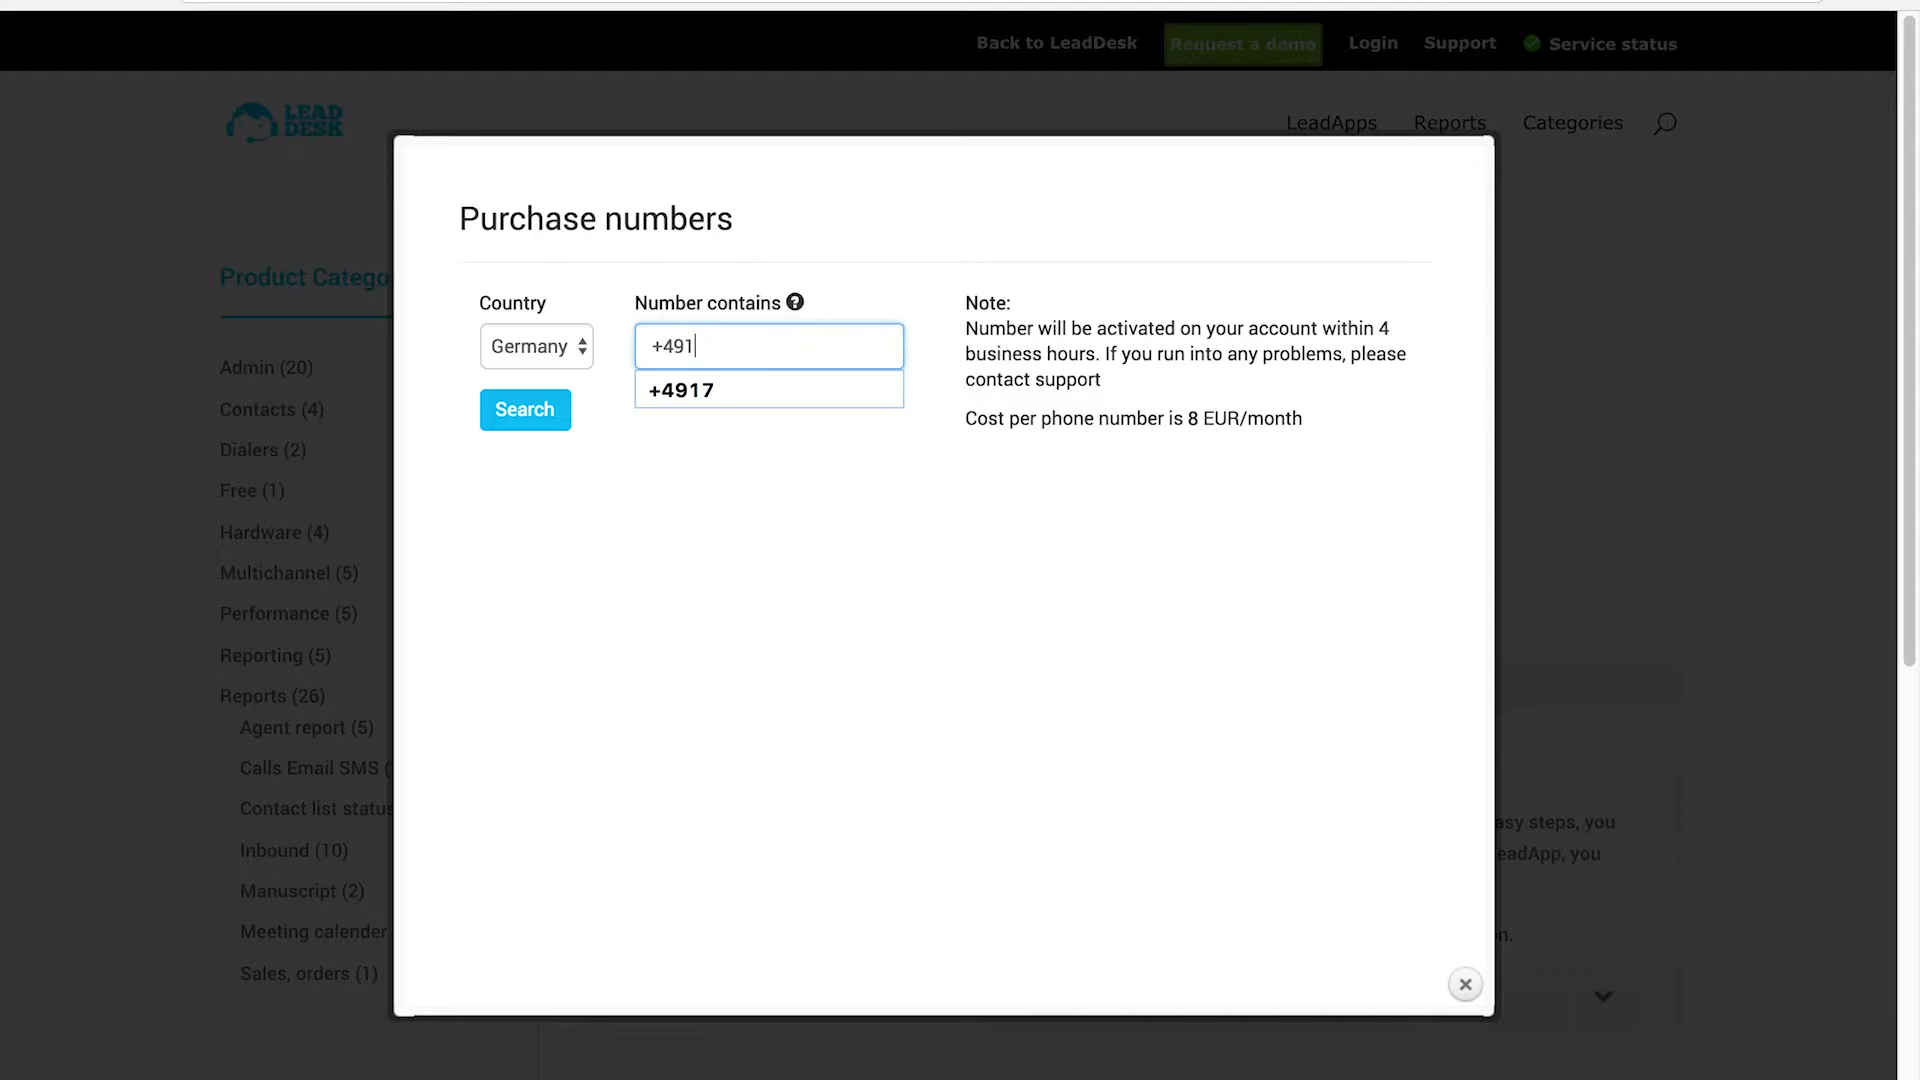 Back to LeadDesk
Request a demo
Login
Support
Service status
LEAD
DESK
LeadApps
Reports
Categories
Purchase numbers
Product Catego
Country
Number contains
Note:
Number will be activated on your account within 4
business hours. If you run into any problems, please
contact support
Cost per phone number is 8 EUR/month
Germany
+491
+4917
Search
Admin (20)
Contacts (4)
Dialers (2)
Free (1)
Hardware (4)
Multichannel (5)
Performance (5)
Reporting (5)
Reports (26)
Agent report (5)
Calls Email SMS (
Contact list status
Inbound (10)
Manuscript (2)
Meeting calender
Sales, orders (1)
asy steps, you
eadApp, you
n.